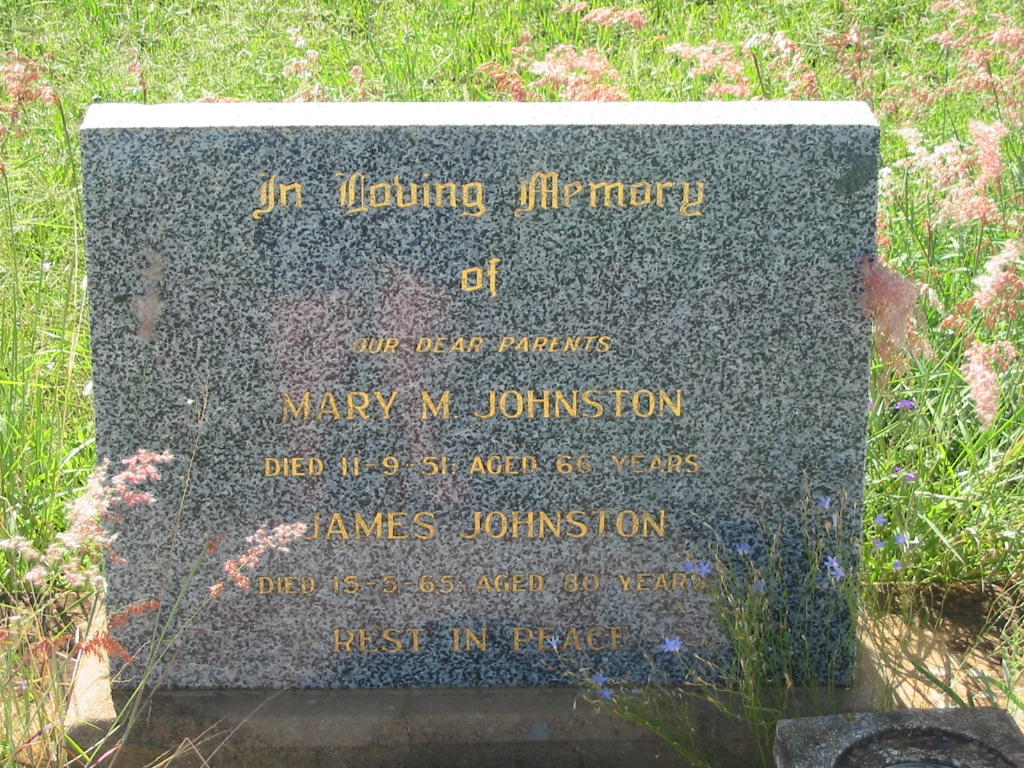 In Loving Memory
of
OUR DEAR PARENTS
MARY M. JOHNSTON
DIED 11-9-51: AGED 66 YEARS
JAMES JOHNSTON
DIED 15-5-65: AGED 80 YEARS
REST IN PEACE